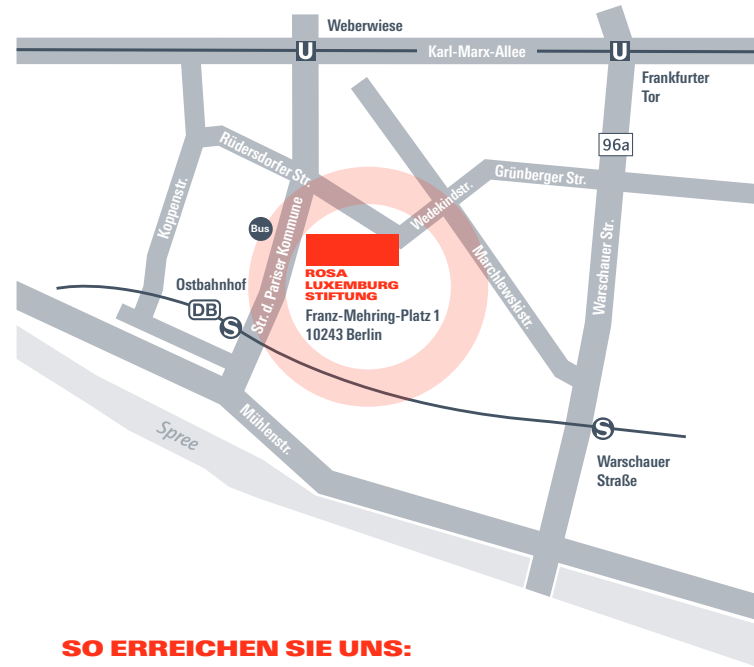 Weberwiese
U
Karl-Marx-Allee
U
Frankfurter
Tor
96a
Rüdersdorfer Str.
Grünberger Str.
Wedekindstr.
Koppenstr.
Bus
Str. d. Pariser Kommune
Marchlewskistr.
Warschauer Str.
ROSA
LUXEMBURG
STIFTUNG
Franz-Mehring-Platz 1
10243 Berlin
Ostbahnhof
DB
S
Mühlenstr.
Spree
S
Warschauer
Straße
SO ERREICHEN SIE UNS: